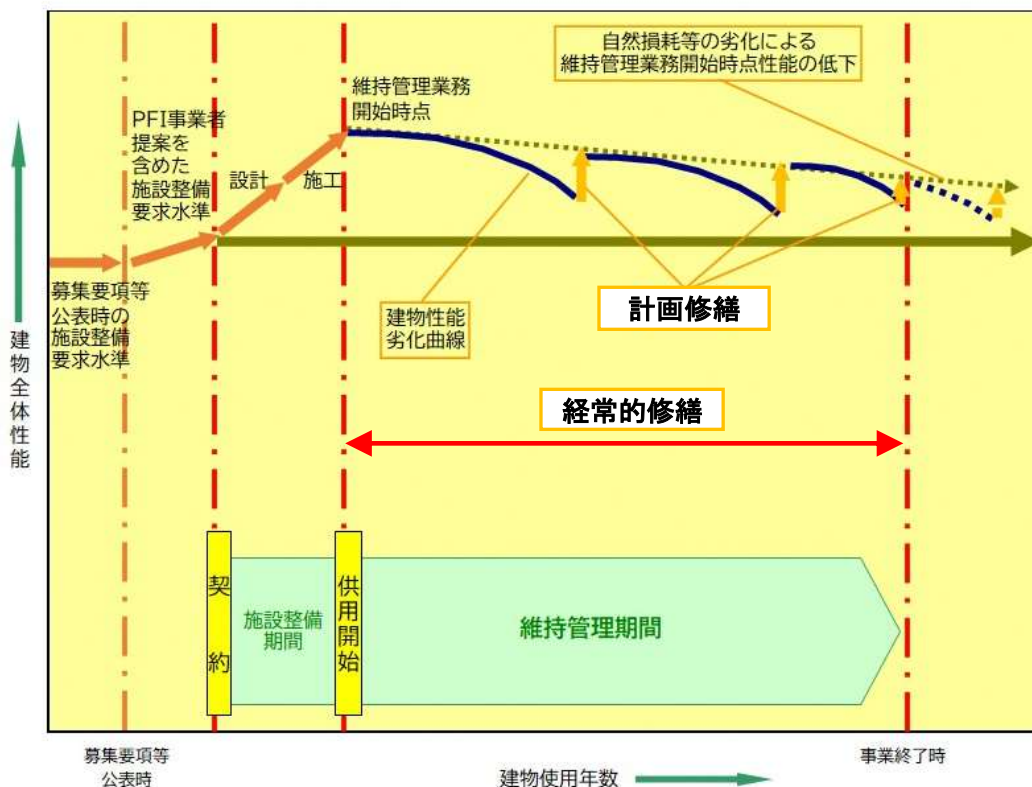 自然損耗等の劣化による
維持管理業務開始時点性能の低下
維持管理業務
開始時点
PFI事業者
提案を
含めた
施設整備
要求水準
設計
施工
募集要項等
公表時の
施設整備
要求水準
建物性能
劣化曲線
計画修繕
経常的修繕
建物全体性能
契約
施設整備
期間
供用開始
維持管理期間
募集要項等
公表時
建物使用年数
事業終了時